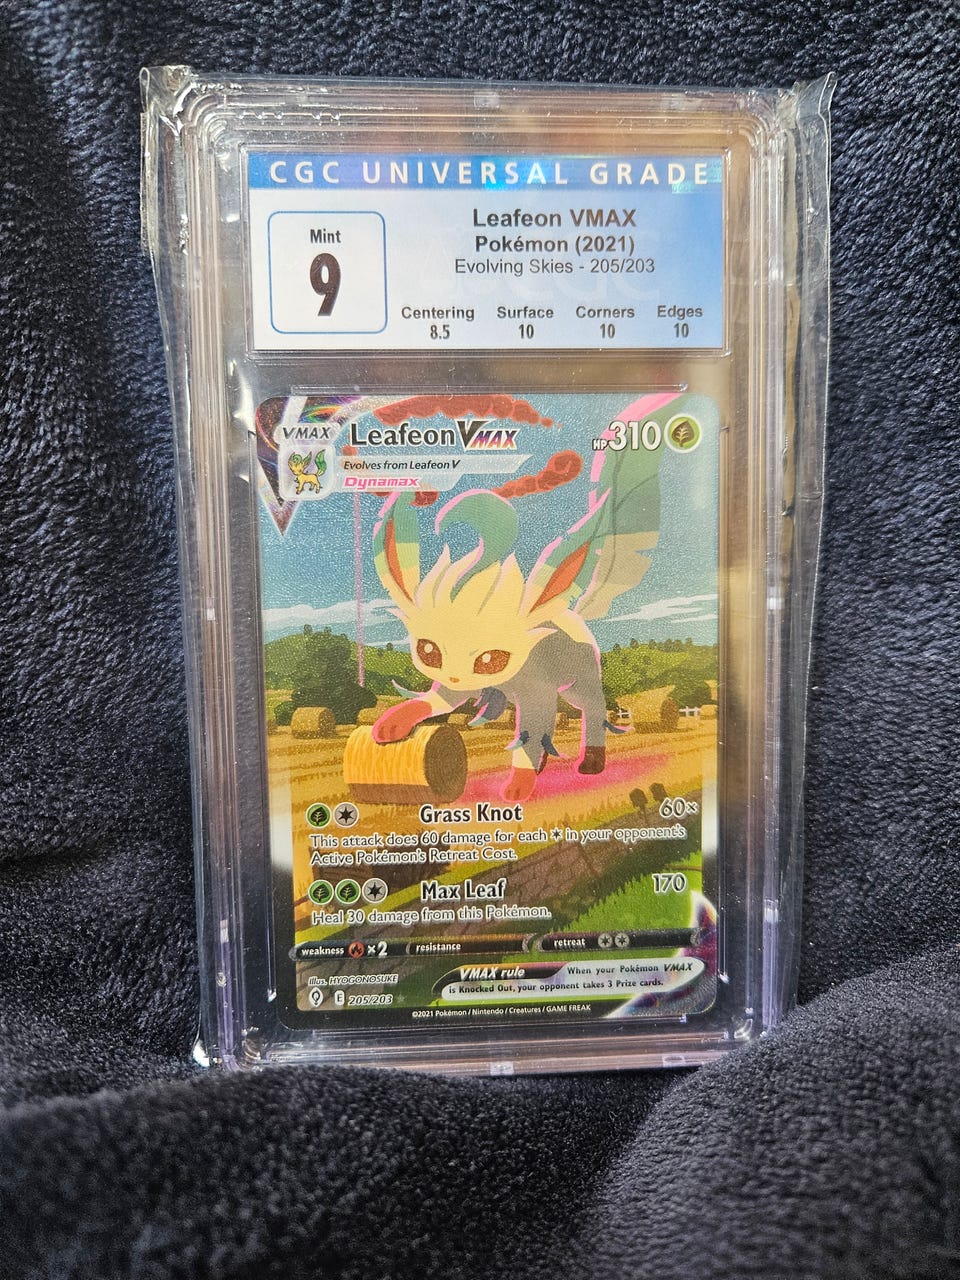 CGC UNIVERSAL GRADE
Mint
9
Leafeon VMAX
Pokémon (2021)
Evolving Skies - 205/203
Centering Surface Corners Edges
8.5 10 10 10
VMAX Leafeon VMAX HP 310
Evolves from Leafeon V
Dynamax
Grass Knot 60×
This attack does 60 damage for each in your opponent's
Active Pokémon's Retreat Cost.
Max Leaf 170
Heal 30 damage from this Pokémon.
weakness ×2 resistance retreat
Illus. HYOGONOSUKE
E 205/203
VMAX rule When your Pokémon VMAX
is Knocked Out, your opponent takes 3 Prize cards.
©2021 Pokémon / Nintendo / Creatures / GAME FREAK